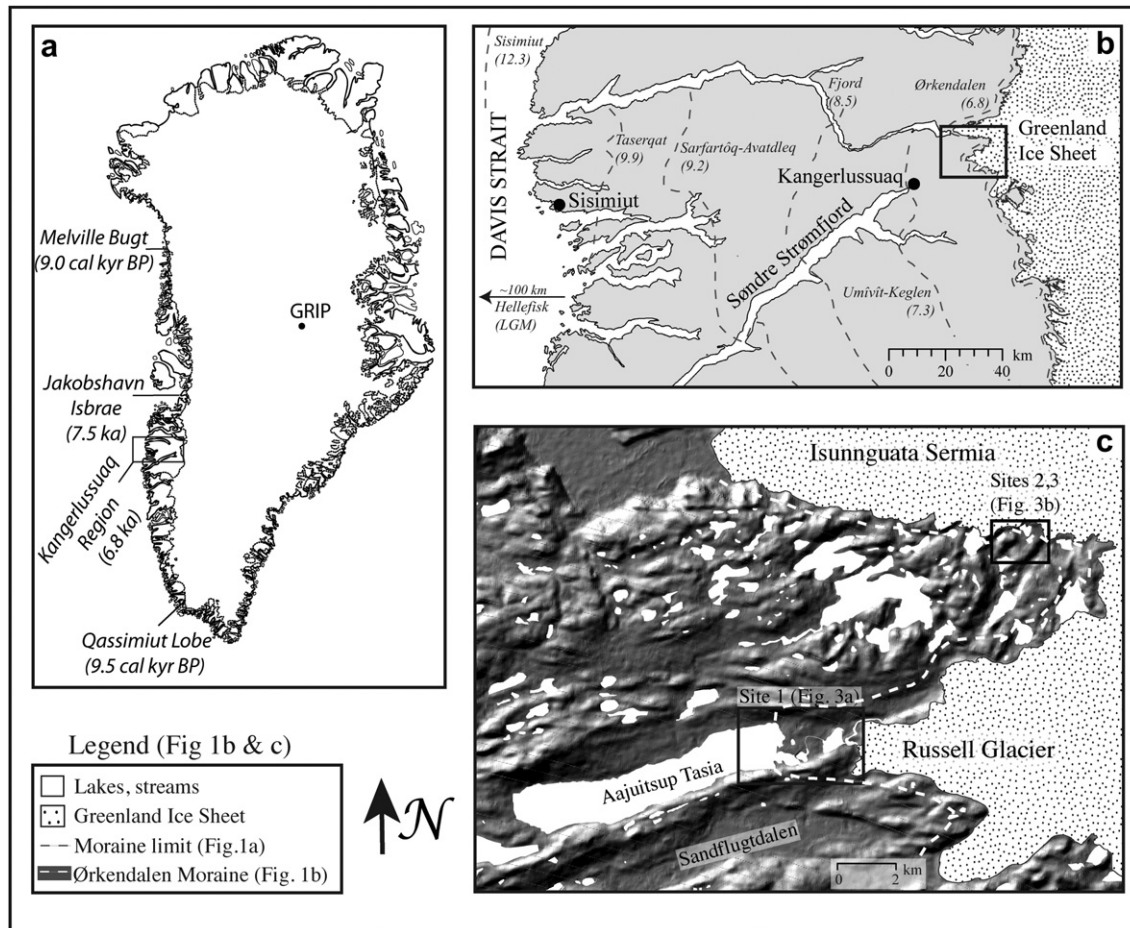 a
Melville Bugt
(9.0 cal kyr BP)
GRIP
Jakobshavn
Isbrae
(7.5 ka)
Kangerlussuaq
Region
(6.8 ka)
Qassimiut Lobe
(9.5 cal kyr BP)
b
Sisimiut
(12.3)
DAVIS STRAIT
Taserqat
(9.9)
Sarfartôq-Avatdleq
(9.2)
Fjord
(8.5)
Ørkendalen
(6.8)
Greenland
Ice Sheet
Kangerlussuaq
Sisimiut
Søndre Strømfjord
~100 km
Hellefisk
(LGM)
Umîvît-Keglen
(7.3)
0 20 40
km
c
Isunnguata Sermia
Sites 2,3
(Fig. 3b)
Site 1 (Fig. 3a)
Russell Glacier
Aajuitsup Tasia
Sandflugtdalen
0 2
km
Legend (Fig 1b & c)
Lakes, streams
Greenland Ice Sheet
Moraine limit (Fig.1a)
Ørkendalen Moraine (Fig. 1b)
N